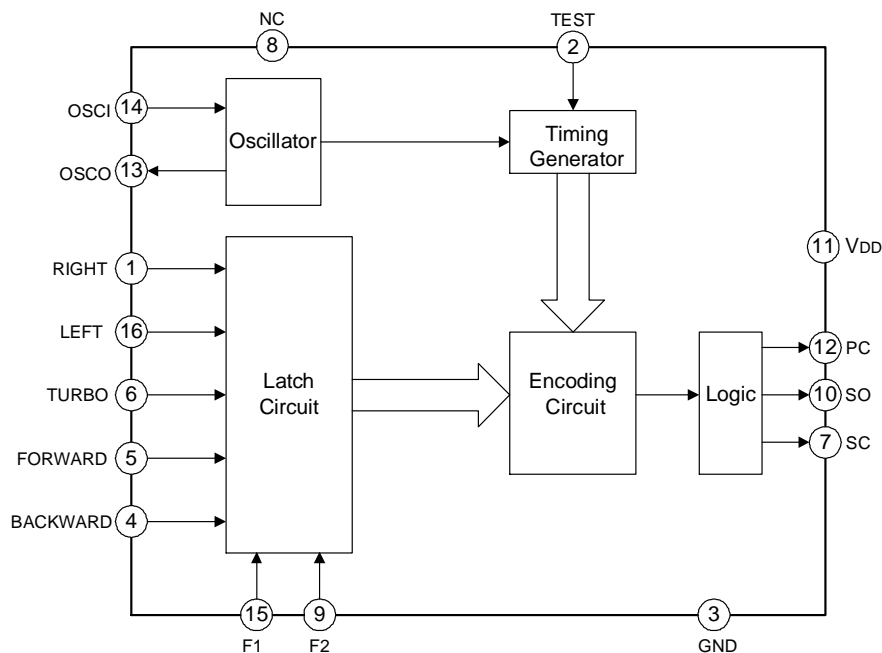 NC
8
TEST
2
OSCI
14
Oscillator
Timing
Generator
OSCO
13
RIGHT
1
11
VDD
LEFT
16
TURBO
6
Latch
Circuit
Encoding
Circuit
Logic
12
PC
10
SO
7
SC
FORWARD
5
BACKWARD
4
15
F1
9
F2
3
GND